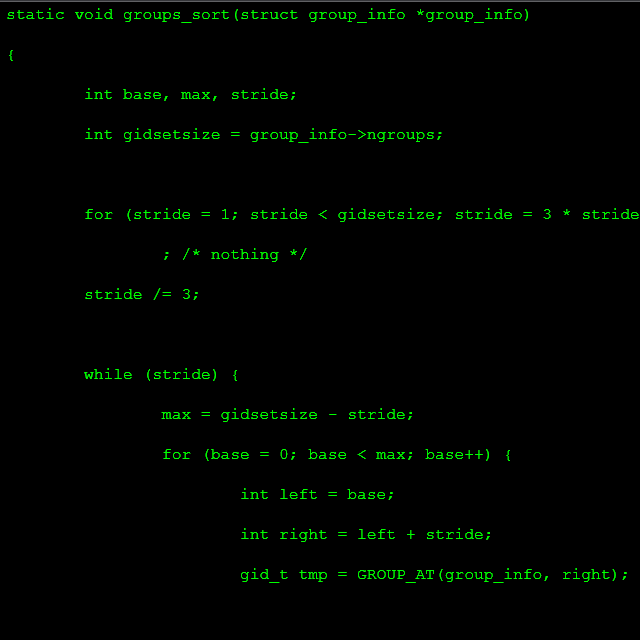 static void groups_sort(struct group_info *group_info)
{
int base, max, stride;
int gidsetsize = group_info->ngroups;
for (stride = 1; stride < gidsetsize; stride = 3 * stride
; /* nothing */
stride /= 3;
while (stride) {
max = gidsetsize - stride;
for (base = 0; base < max; base++) {
int left = base;
int right = left + stride;
gid_t tmp = GROUP_AT(group_info, right);